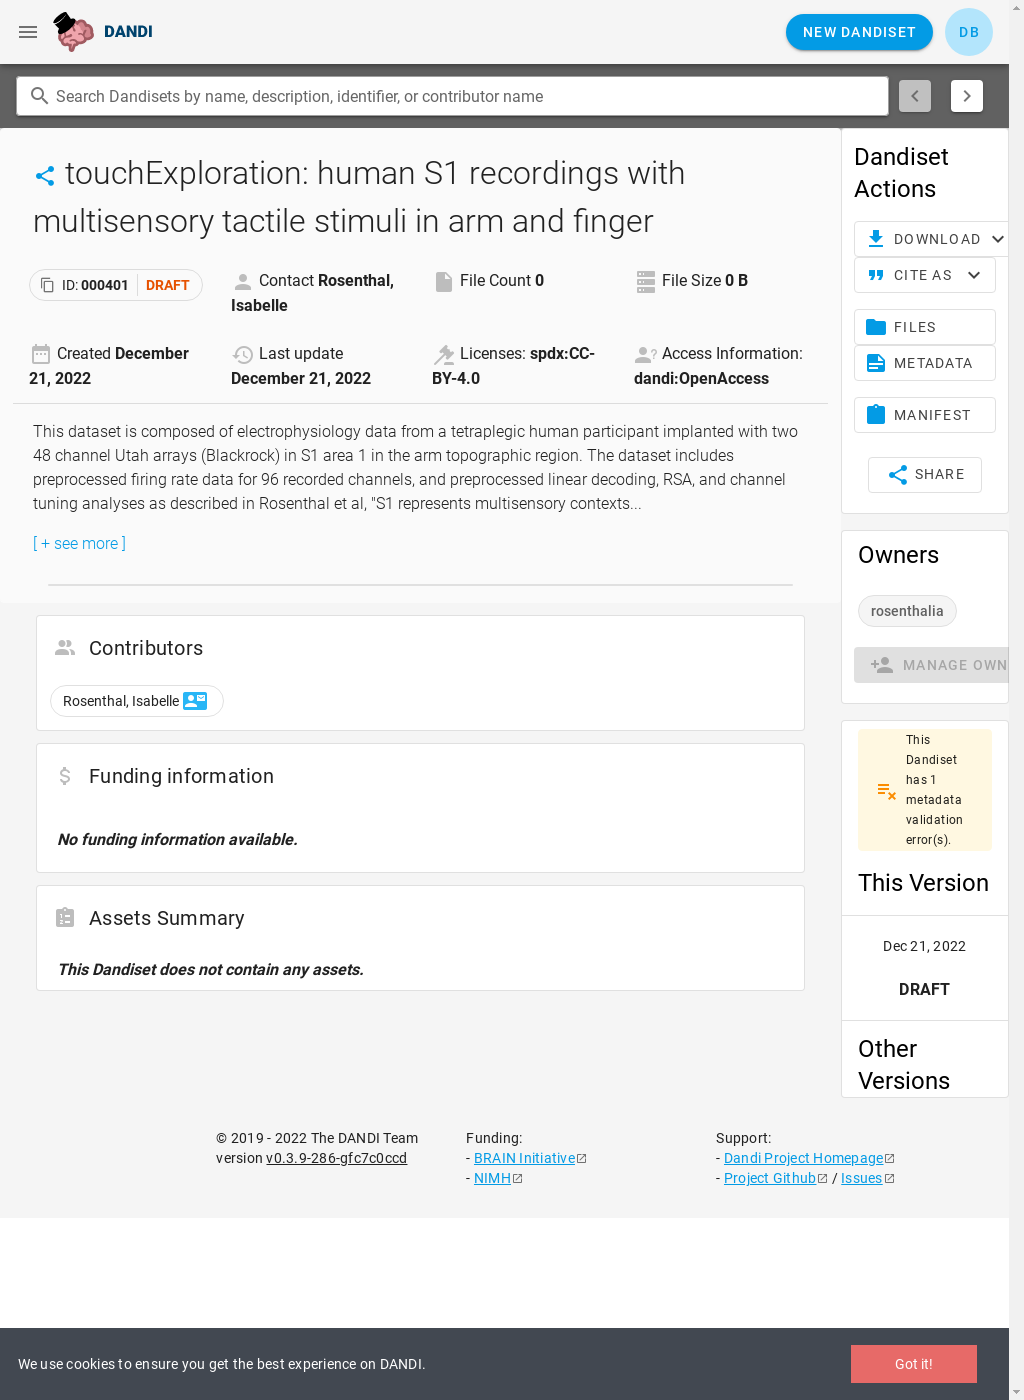 DANDI
NEW DANDISET
DB
Search Dandisets by name, description, identifier, or contributor name
touchExploration: human S1 recordings with
multisensory tactile stimuli in arm and finger
ID: 000401 DRAFT
Contact Rosenthal,
Isabelle
File Count 0
File Size 0 B
Created December
21, 2022
Last update
December 21, 2022
Licenses: spdx:CC-
BY-4.0
Access Information:
dandi:OpenAccess
This dataset is composed of electrophysiology data from a tetraplegic human participant implanted with two
48 channel Utah arrays (Blackrock) in S1 area 1 in the arm topographic region. The dataset includes
preprocessed firing rate data for 96 recorded channels, and preprocessed linear decoding, RSA, and channel
tuning analyses as described in Rosenthal et al, "S1 represents multisensory contexts...
[ + see more ]
Contributors
Rosenthal, Isabelle
Funding information
No funding information available.
Assets Summary
This Dandiset does not contain any assets.
Dandiset
Actions
DOWNLOAD
CITE AS
FILES
METADATA
MANIFEST
SHARE
Owners
rosenthalia
MANAGE OWN
This
Dandiset
has 1
metadata
validation
error(s).
This Version
Dec 21, 2022
DRAFT
Other
Versions
© 2019 - 2022 The DANDI Team
version v0.3.9-286-gfc7c0ccd
Funding:
- BRAIN Initiative
- NIMH
Support:
- Dandi Project Homepage
- Project Github / Issues
We use cookies to ensure you get the best experience on DANDI.
Got it!